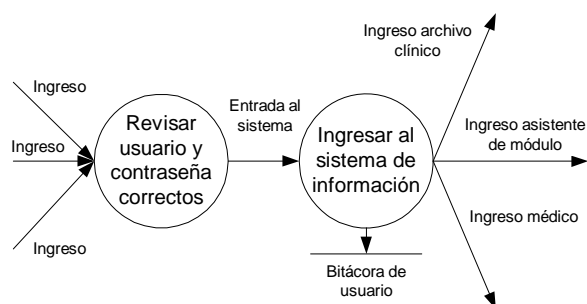 Ingreso archivo
clínico
Ingreso
Entrada al
sistema
Revisar
usuario y
contraseña
correctos
Ingresar al
sistema de
información
Ingreso
Ingreso asistente
de módulo
Ingreso
Ingreso médico
Bitácora de
usuario